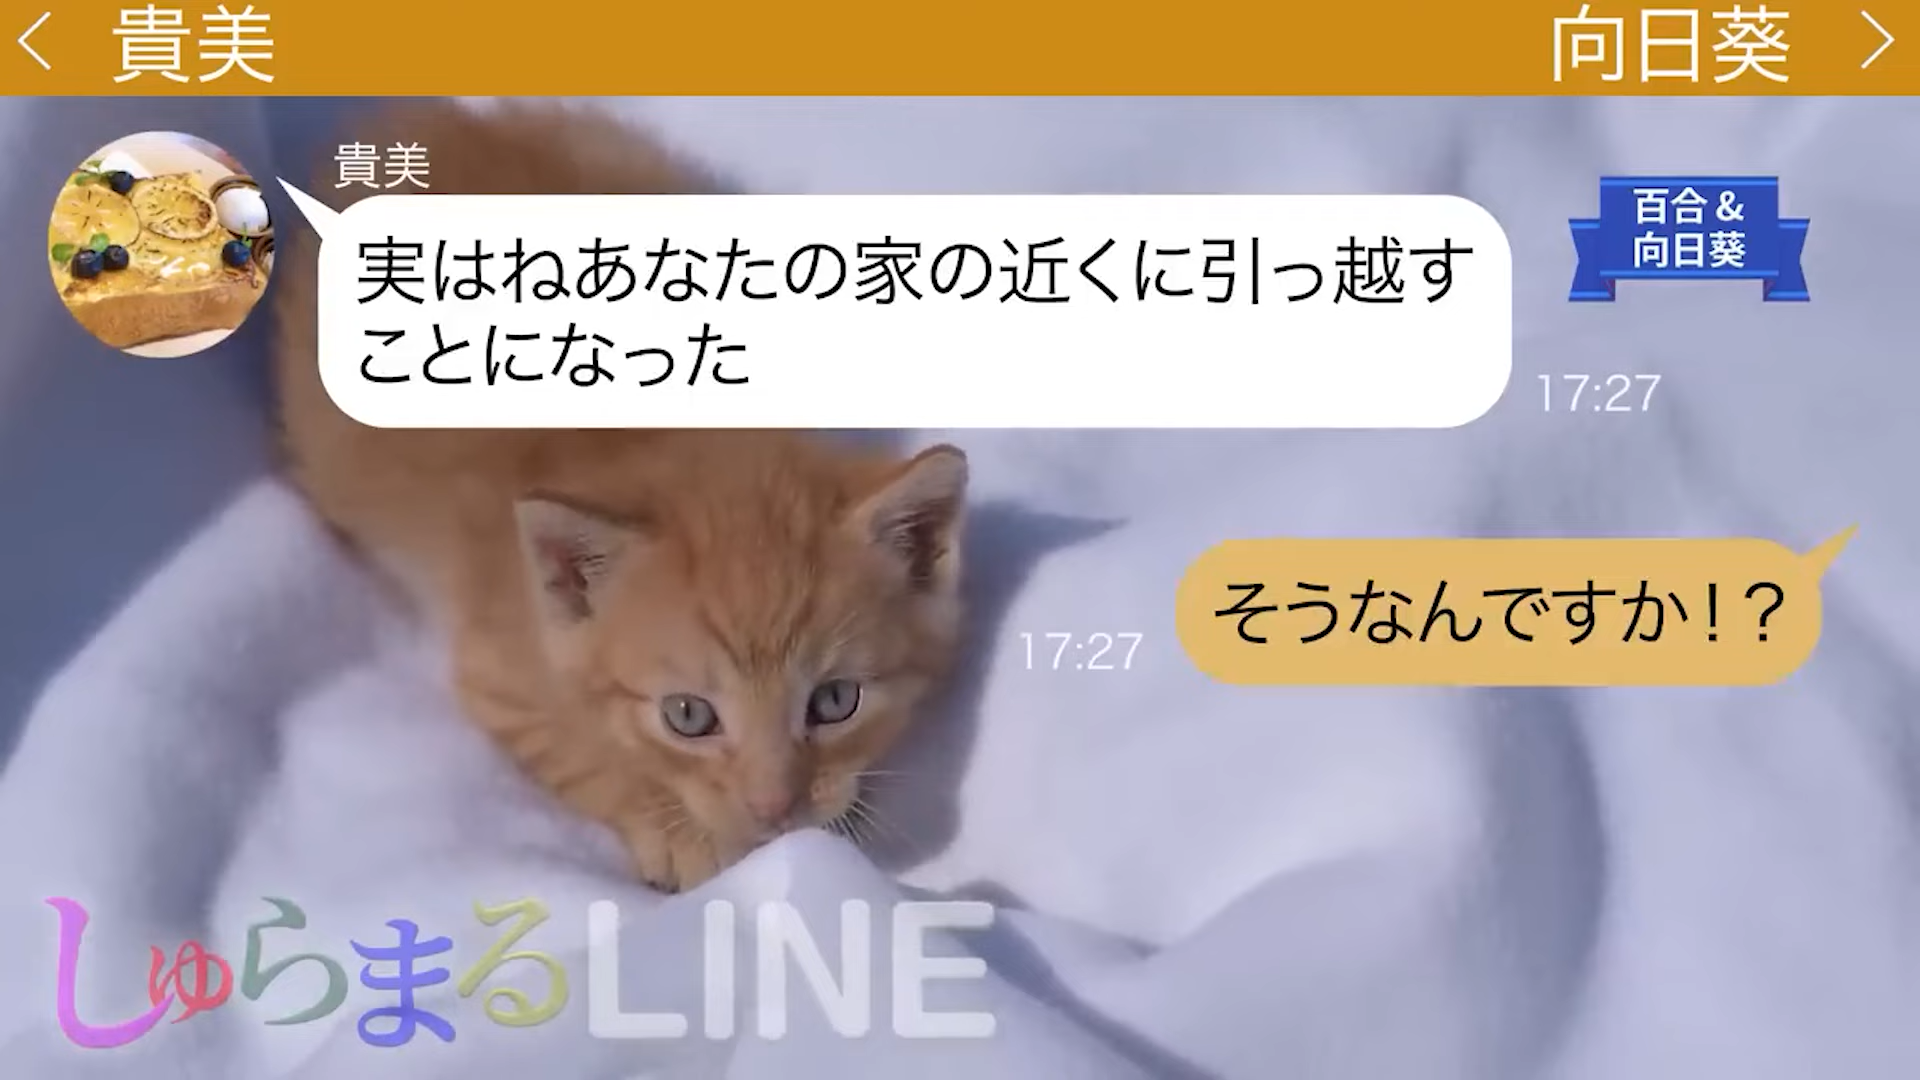 貴美
向日葵
貴美
百合&
向日葵
実はねあなたの家の近くに引っ越す
ことになった
17:27
そうなんですか！？
17:27
しゅらまるLINE